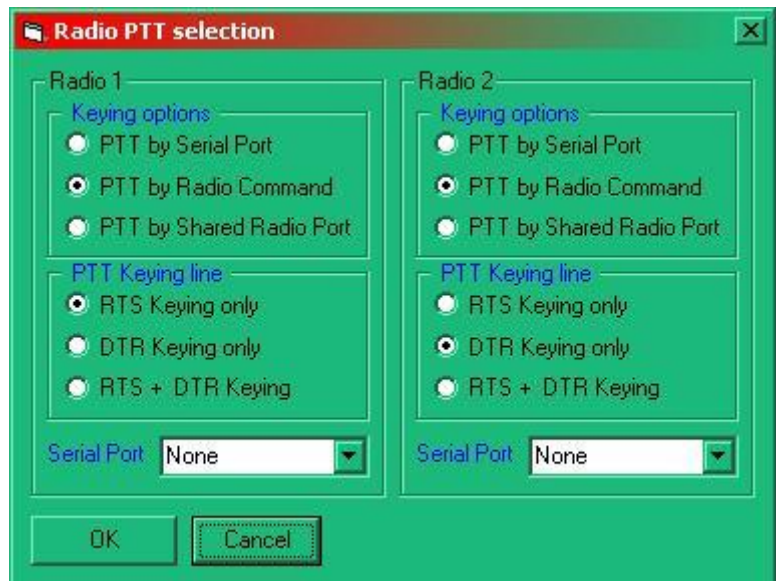 Radio PTT selection
Radio 1
Keying options
PTT by Serial Port
PTT by Radio Command
PTT by Shared Radio Port
PTT Keying line
RTS Keying only
DTR Keying only
RTS + DTR Keying
Serial Port None
Radio 2
Keying options
PTT by Serial Port
PTT by Radio Command
PTT by Shared Radio Port
PTT Keying line
RTS Keying only
DTR Keying only
RTS + DTR Keying
Serial Port None
OK
Cancel